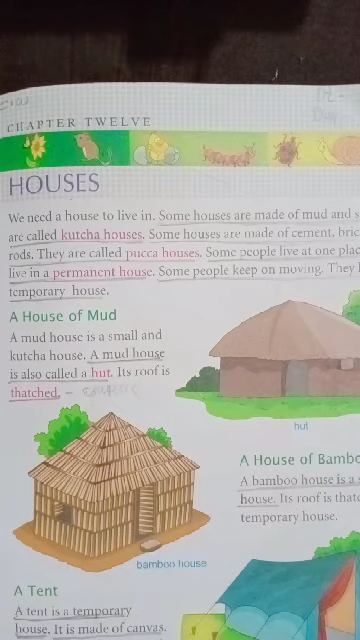 CHAPTER TWELVE
HOUSES
We need a house to live in. Some houses are made of mud and
are called kutcha houses. Some houses are made of cement,
rods. They are called pucca houses. Some people live at one
live in a permanent house. Some people keep on moving. They
temporary house.
A House of Mud
A mud house is a small and
kutcha house. A mud house
is also called a hut. Its roof is
thatched.
hut
A House of
A bamboo house is a
house. Its roof is
temporary house.
bamboo house
A Tent
A tent is a temporary
house. It is made of canvas.